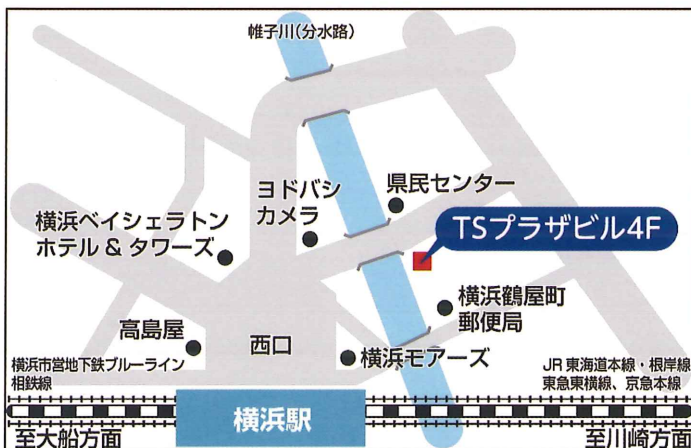 帷子川(分水路)
ヨドバシ
カメラ
県民センター
横浜ベイシェラトン
ホテル & タワーズ
TSプラザビル4F
横浜鶴屋町
郵便局
高島屋
西口
横浜モアーズ
横浜市営地下鉄ブルーライン
相鉄線
JR 東海道本線・根岸線
東急東横線、京急本線
横浜駅
至大船方面
至川崎方面